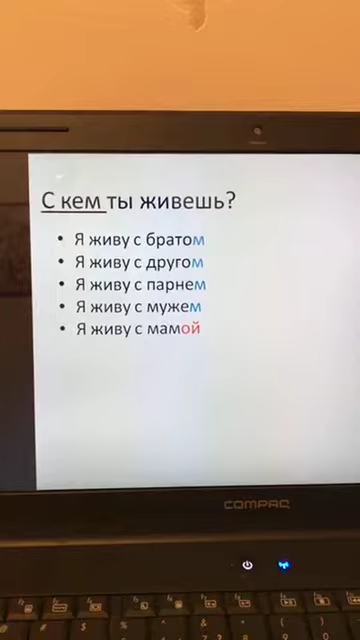 С кем ты живешь?
• Я живу с братом
• Я живу с другом
• Я живу с парнем
• Я живу с мужем
• Я живу с мамой
COMPAQ